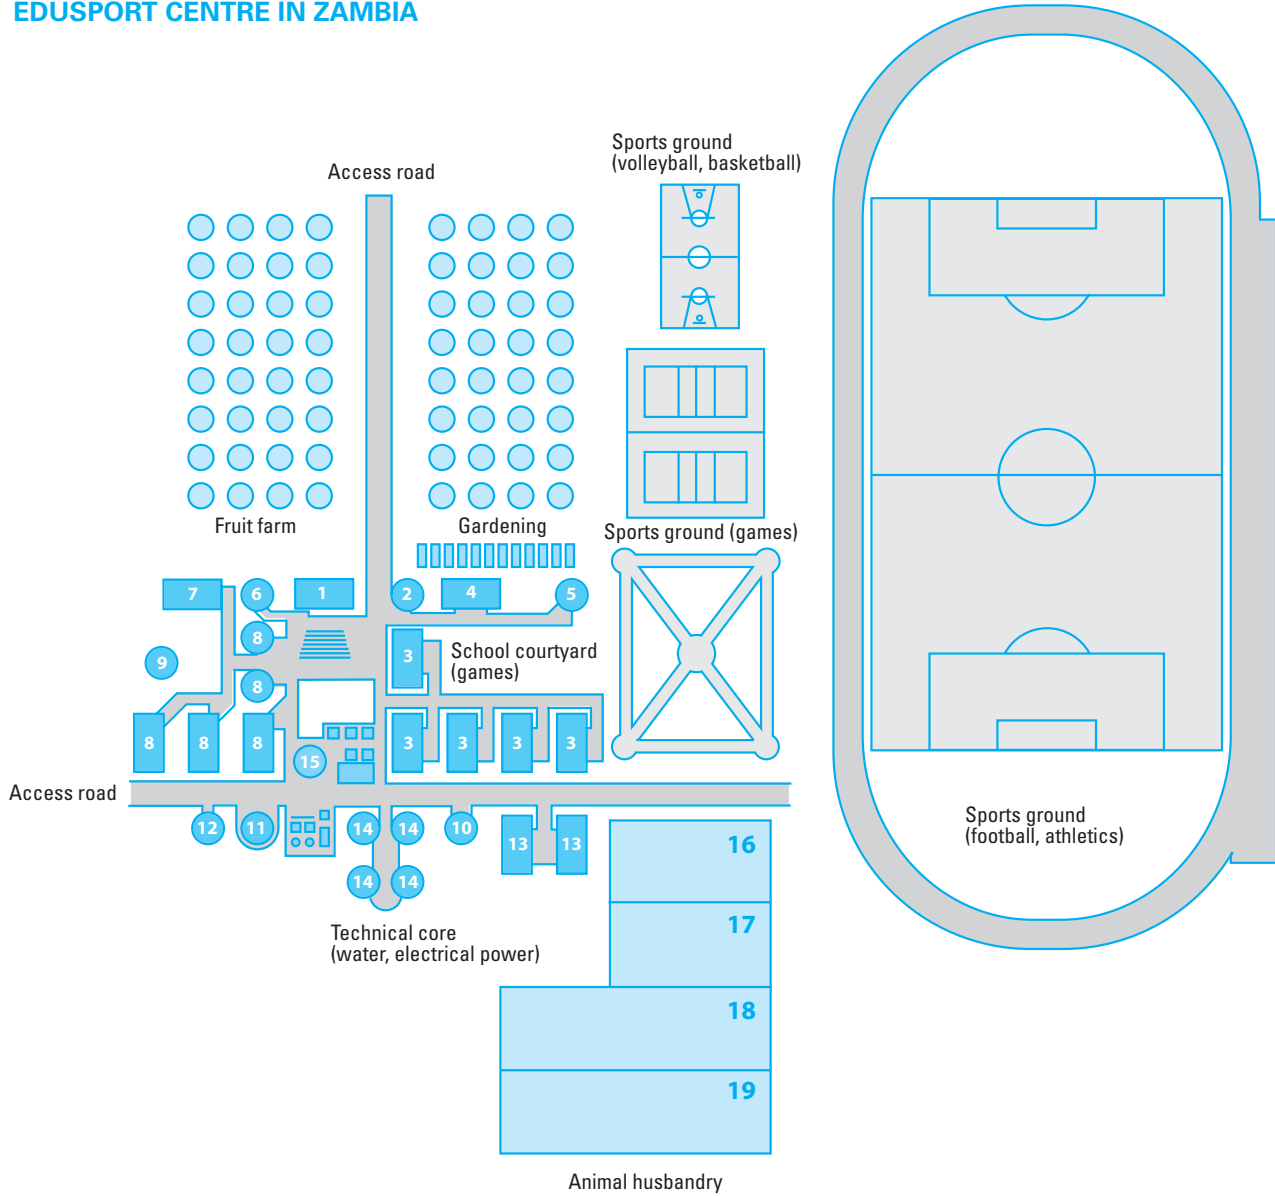 EDUSPORT CENTRE IN ZAMBIA
Sports ground
(volleyball, basketball)
Access road
Fruit farm
Gardening
Sports ground (games)
7
6
1
2
4
5
8
3
School courtyard
(games)
9
8
8
8
8
3
3
3
3
15
Access road
12
11
14
14
10
13
13
14
14
Technical core
(water, electrical power)
Sports ground
(football, athletics)
16
17
18
19
Animal husbandry